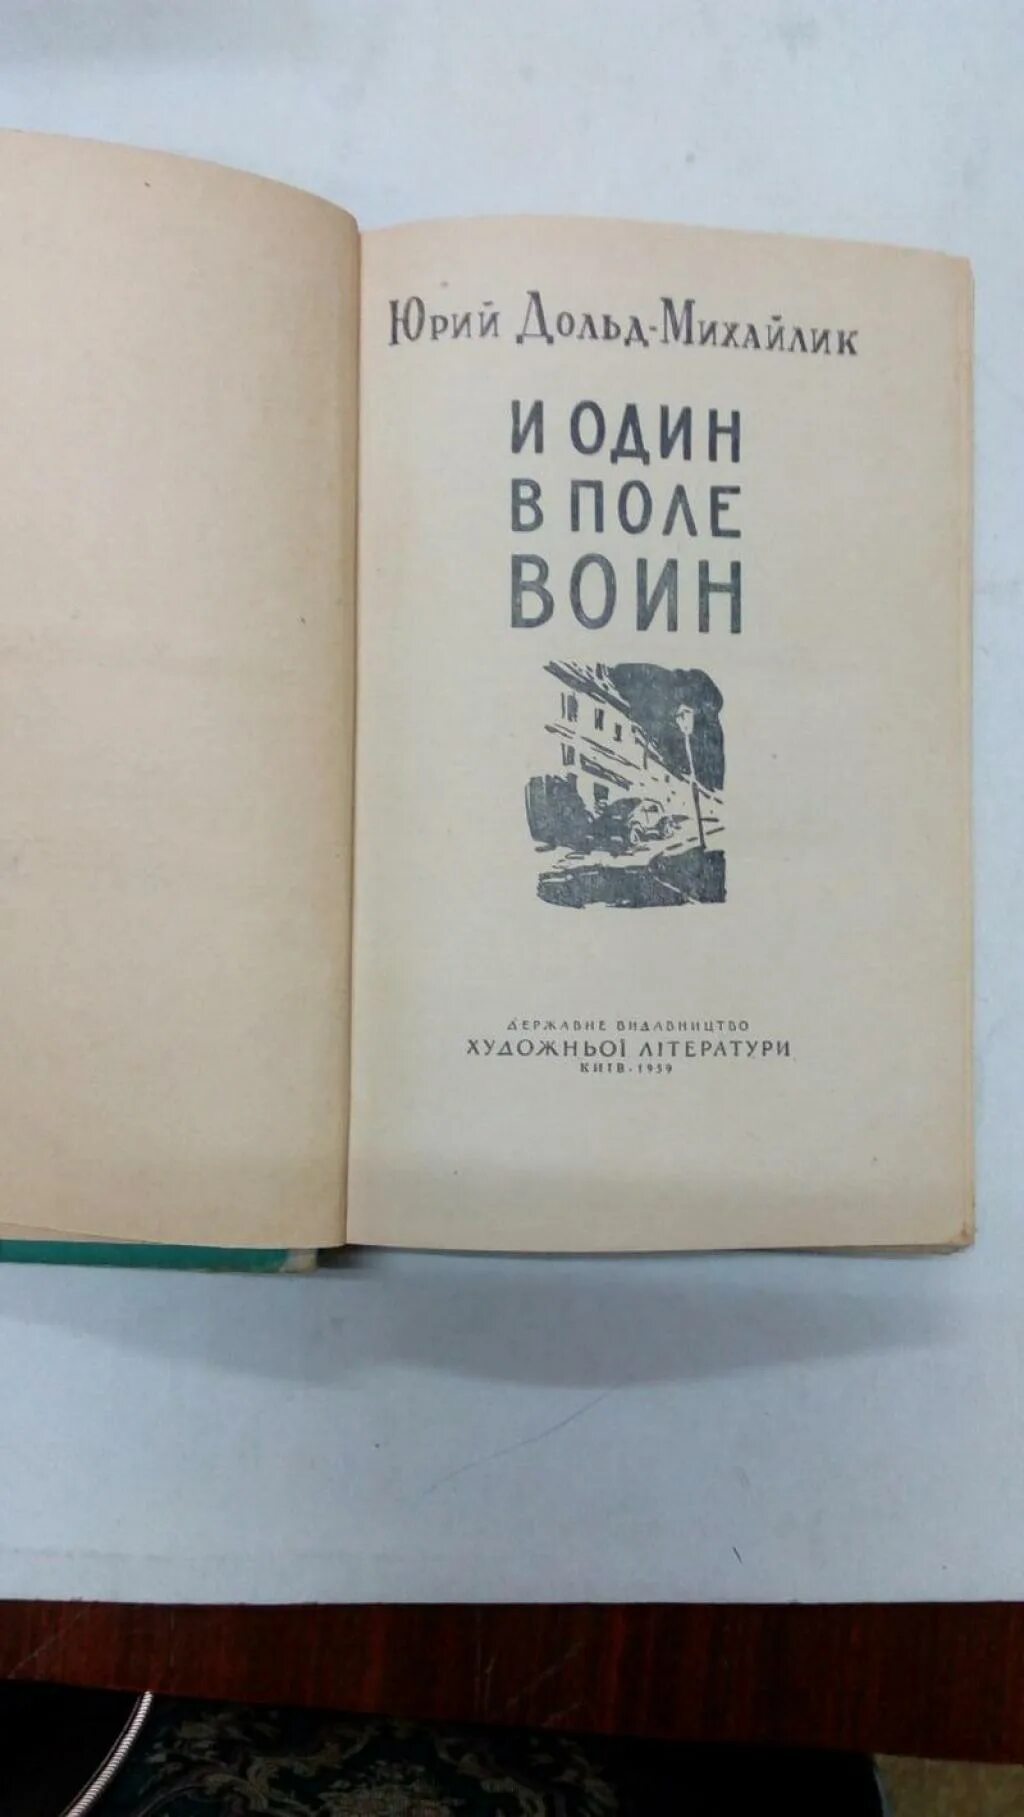 Юрий Дольд-Михайлик
И ОДИН
В ПОЛЕ
ВОИН
ДЕРЖАВНЕ ВИДАВНИЦТВО
ХУДОЖНЬОЇ ЛІТЕРАТУРИ
КИЇВ-1959